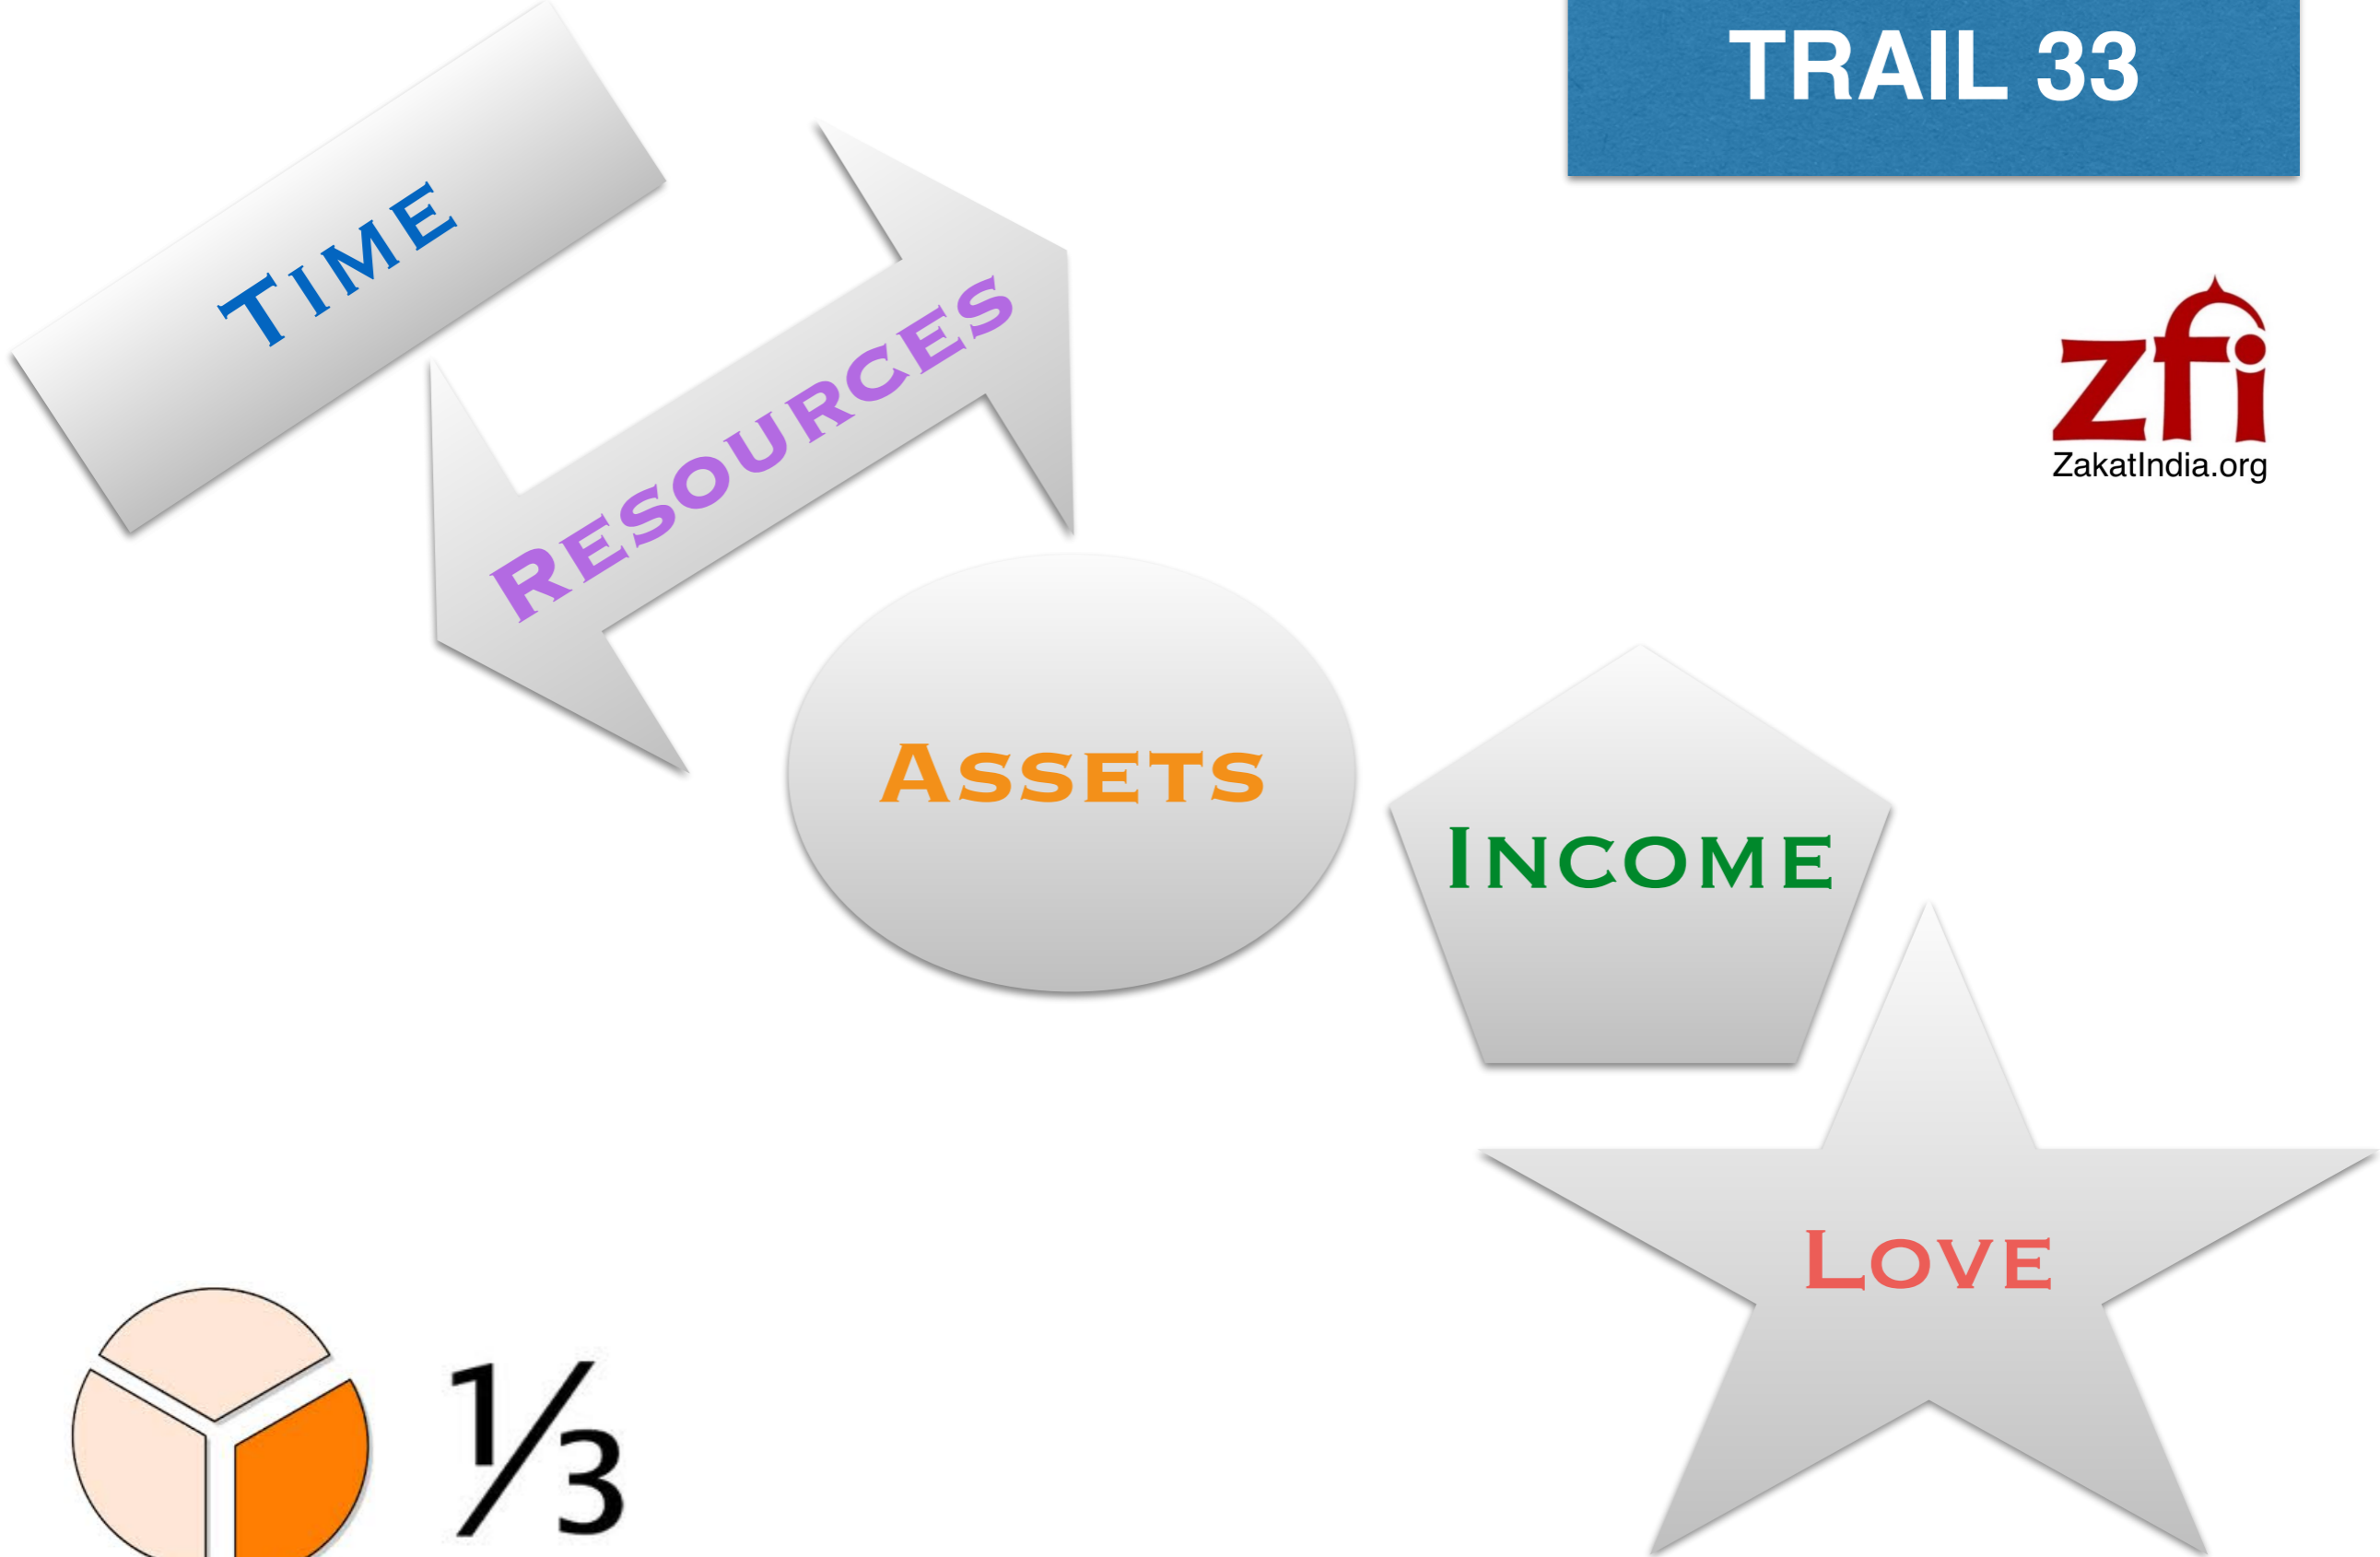 TRAIL 33
TIME
RESOURCES
zfi
ZakatIndia.org
ASSETS
INCOME
LOVE
⅓